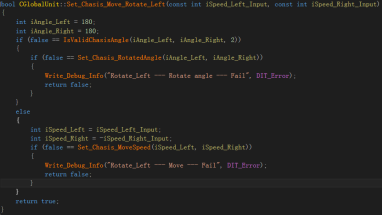 bool CGlobalUnit::Set_Chasis_Move_Rotate_Left(const int iSpeed_Left_Input, const int iSpeed_Right_Input)
{
int iAngle_Left = 180;
int iAngle_Right = 180;
if (false == IsValidChasisAngle(iAngle_Left, iAngle_Right, 2))
{
if (false == Set_Chasis_RotatedAngle(iAngle_Left, iAngle_Right))
{
Write_Debug_Info("Rotate_Left --- Rotate angle --- Fail", DIT_Error);
return false;
}
}
else
{
int iSpeed_Left = iSpeed_Left_Input;
int iSpeed_Right = -iSpeed_Right_Input;
if (false == Set_Chasis_MoveSpeed(iSpeed_Left, iSpeed_Right))
{
Write_Debug_Info("Rotate_Left --- Move --- Fail", DIT_Error);
return false;
}
}
return true;
}